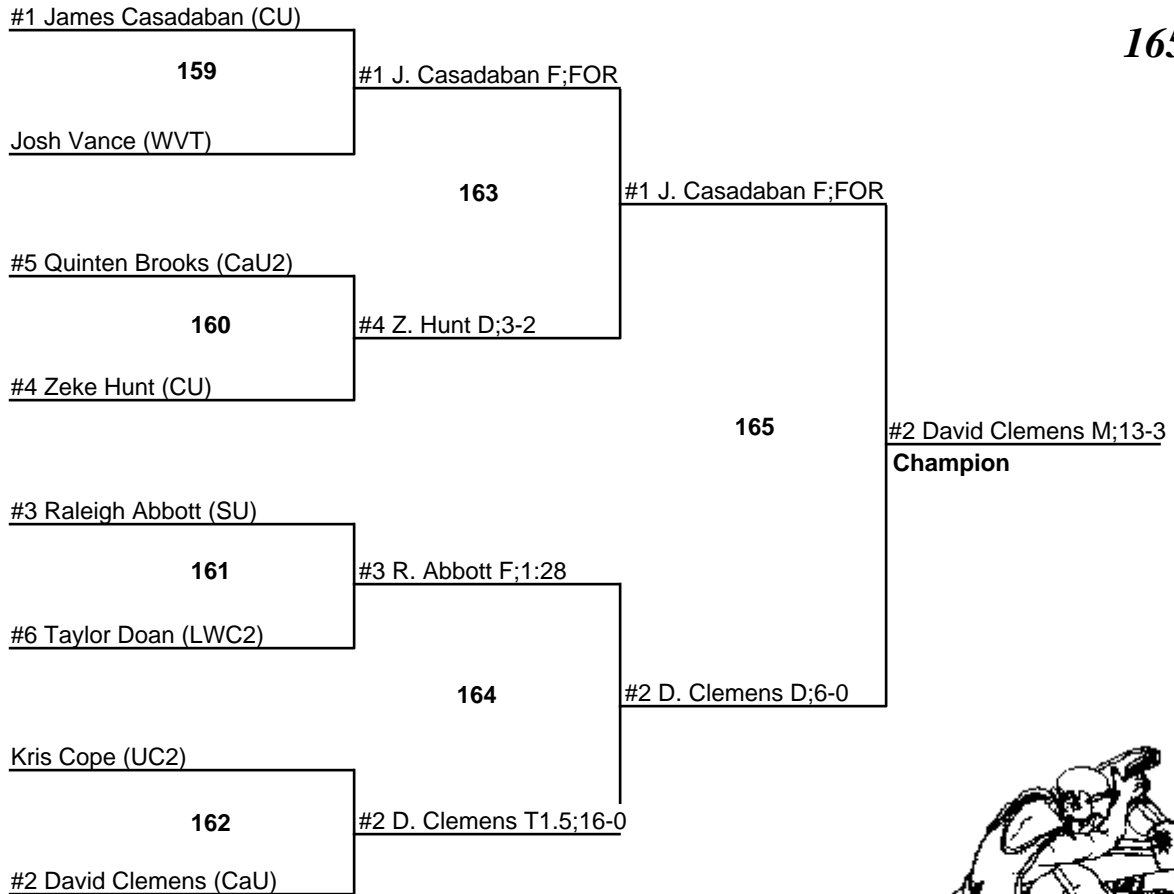 #1 James Casadaban (CU)
165
159
#1 J. Casadaban F;FOR
Josh Vance (WVT)
163
#1 J. Casadaban F;FOR
#5 Quinten Brooks (CaU2)
160
#4 Z. Hunt D;3-2
#4 Zeke Hunt (CU)
165
#2 David Clemens M;13-3
Champion
#3 Raleigh Abbott (SU)
161
#3 R. Abbott F;1:28
#6 Taylor Doan (LWC2)
164
#2 D. Clemens D;6-0
Kris Cope (UC2)
162
#2 D. Clemens T1.5;16-0
#2 David Clemens (CaU)